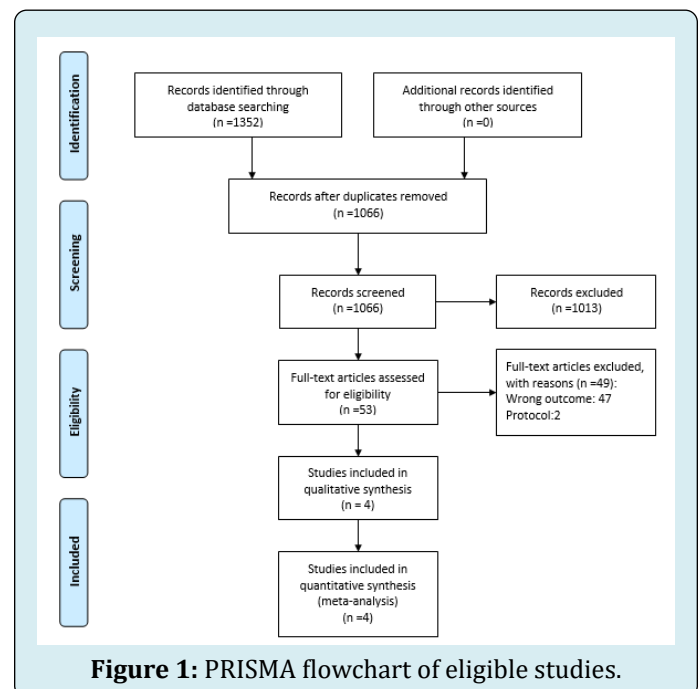 Identification
Records identified through
database searching
(n =1352)
Additional records identified
through other sources
(n =0)
Records after duplicates removed
(n =1066)
Screening
Records screened
(n =1066)
Records excluded
(n =1013)
Eligibility
Full-text articles assessed
for eligibility
(n =53)
Full-text articles excluded,
with reasons (n =49):
Wrong outcome: 47
Protocol:2
Studies included in
qualitative synthesis
(n = 4)
Included
Studies included in
quantitative synthesis
(meta-analysis)
(n =4)
Figure 1: PRISMA flowchart of eligible studies.